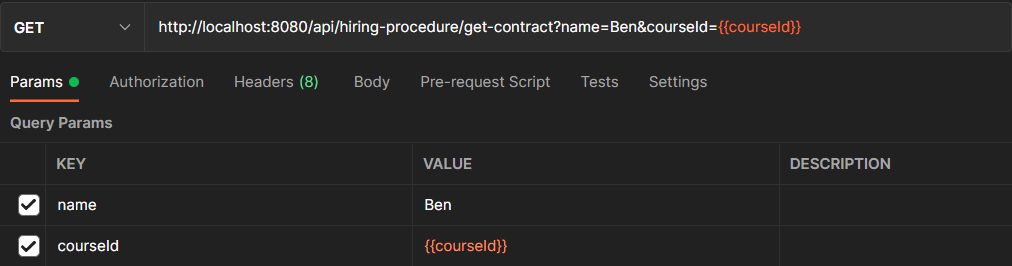 GET http://localhost:8080/api/hiring-procedure/get-contract?name=Ben&courseId={{courseId}}
Params Authorization Headers (8) Body Pre-request Script Tests Settings
Query Params
KEY VALUE DESCRIPTION
name Ben
courseId {{courseId}}